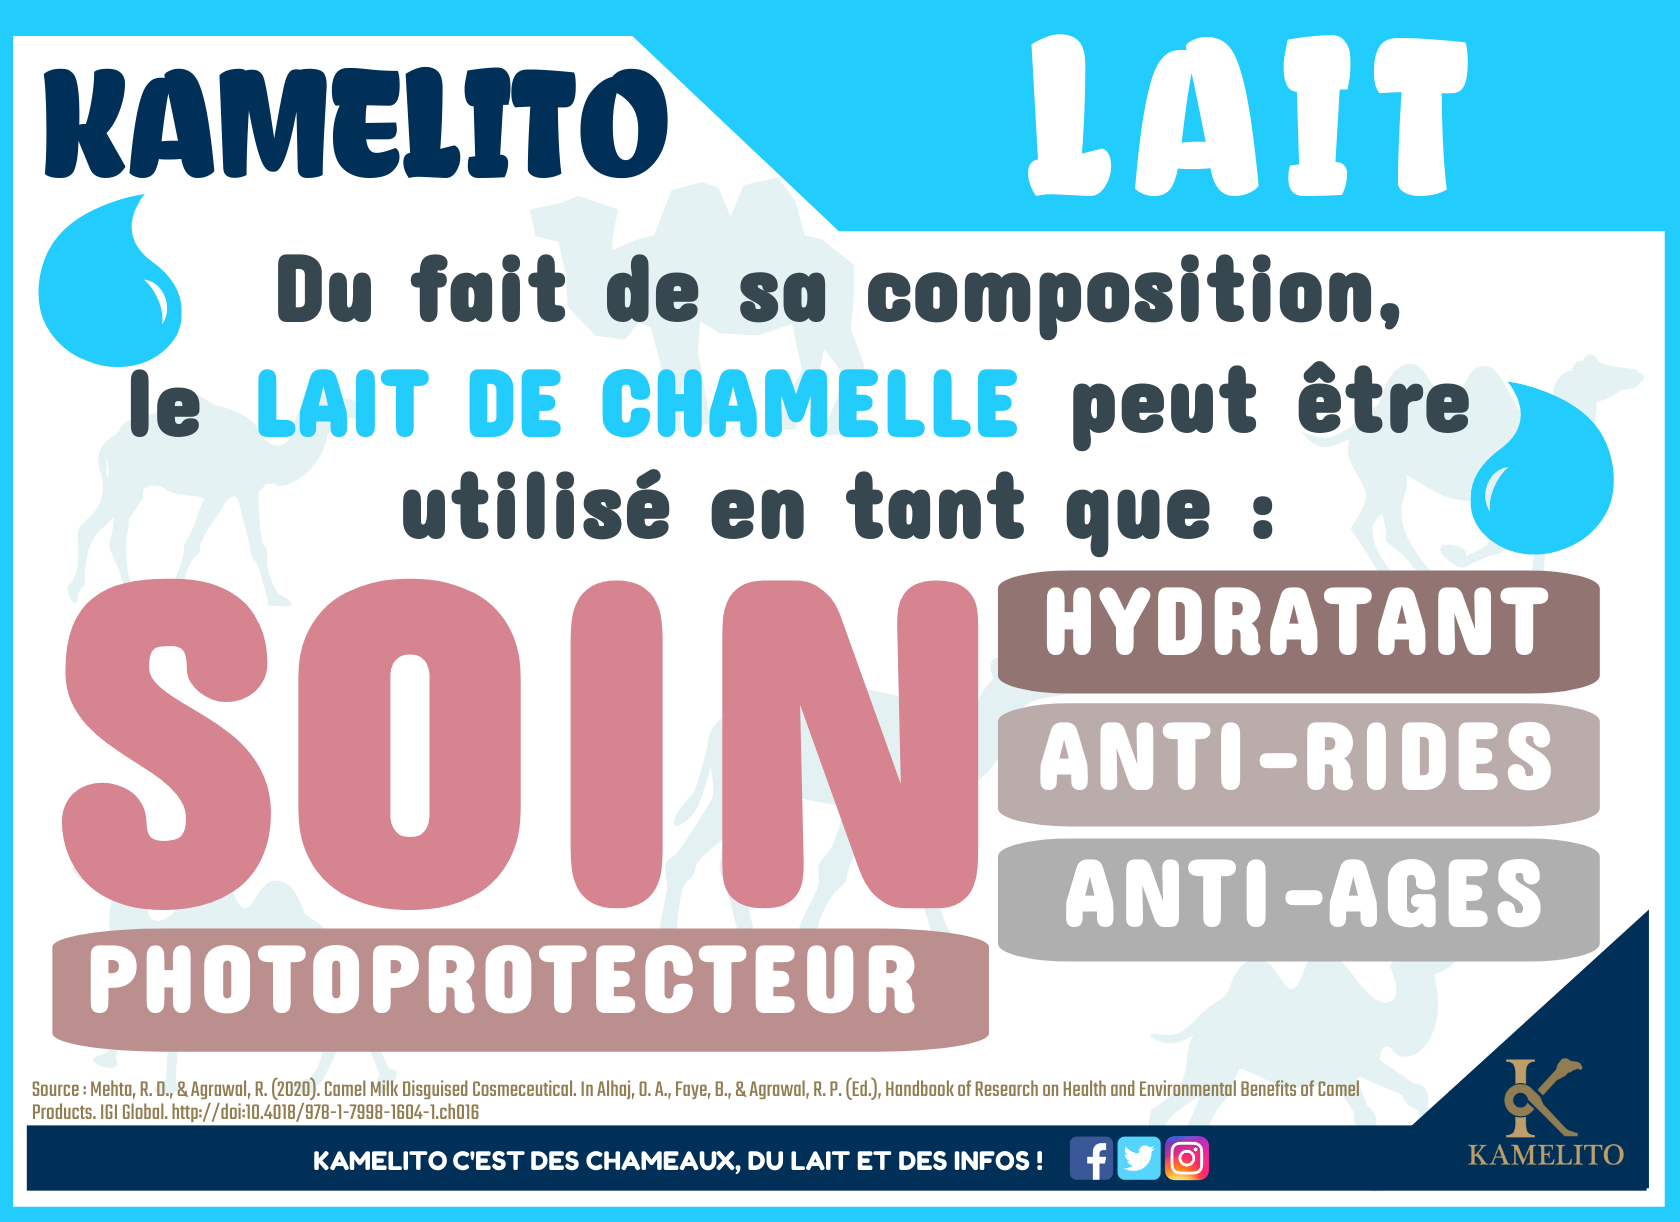 KAMELITO
LAIT
Du fait de sa composition,
le LAIT DE CHAMELLE peut être
utilisé en tant que :
SOIN
HYDRATANT
ANTI-RIDES
ANTI-AGES
PHOTOPROTECTEUR
Source : Mehta, R. D., & Agrawal, R. (2020). Camel Milk Disguised Cosmeceutical. In Alhaj, O. A., Faye, B., & Agrawal, R. P. (Ed.), Handbook of Research on Health and Environmental Benefits of Camel
Products. IGI Global. http://doi:10.4018/978-1-7998-1604-1.ch016
KAMELITO C'EST DES CHAMEAUX, DU LAIT ET DES INFOS !
KAMELITO